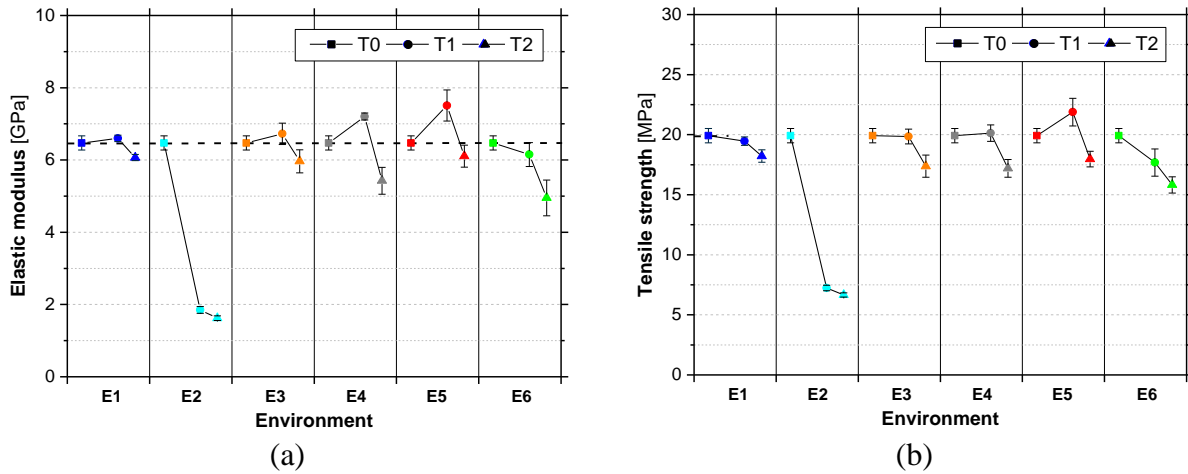 10
8
6
4
2
0
Elastic modulus [GPa]
T0 T1 T2
E1 E2 E3 E4 E5 E6
Environment
(a)
30
25
20
15
10
5
0
Tensile strength [MPa]
T0 T1 T2
E1 E2 E3 E4 E5 E6
Environment
(b)